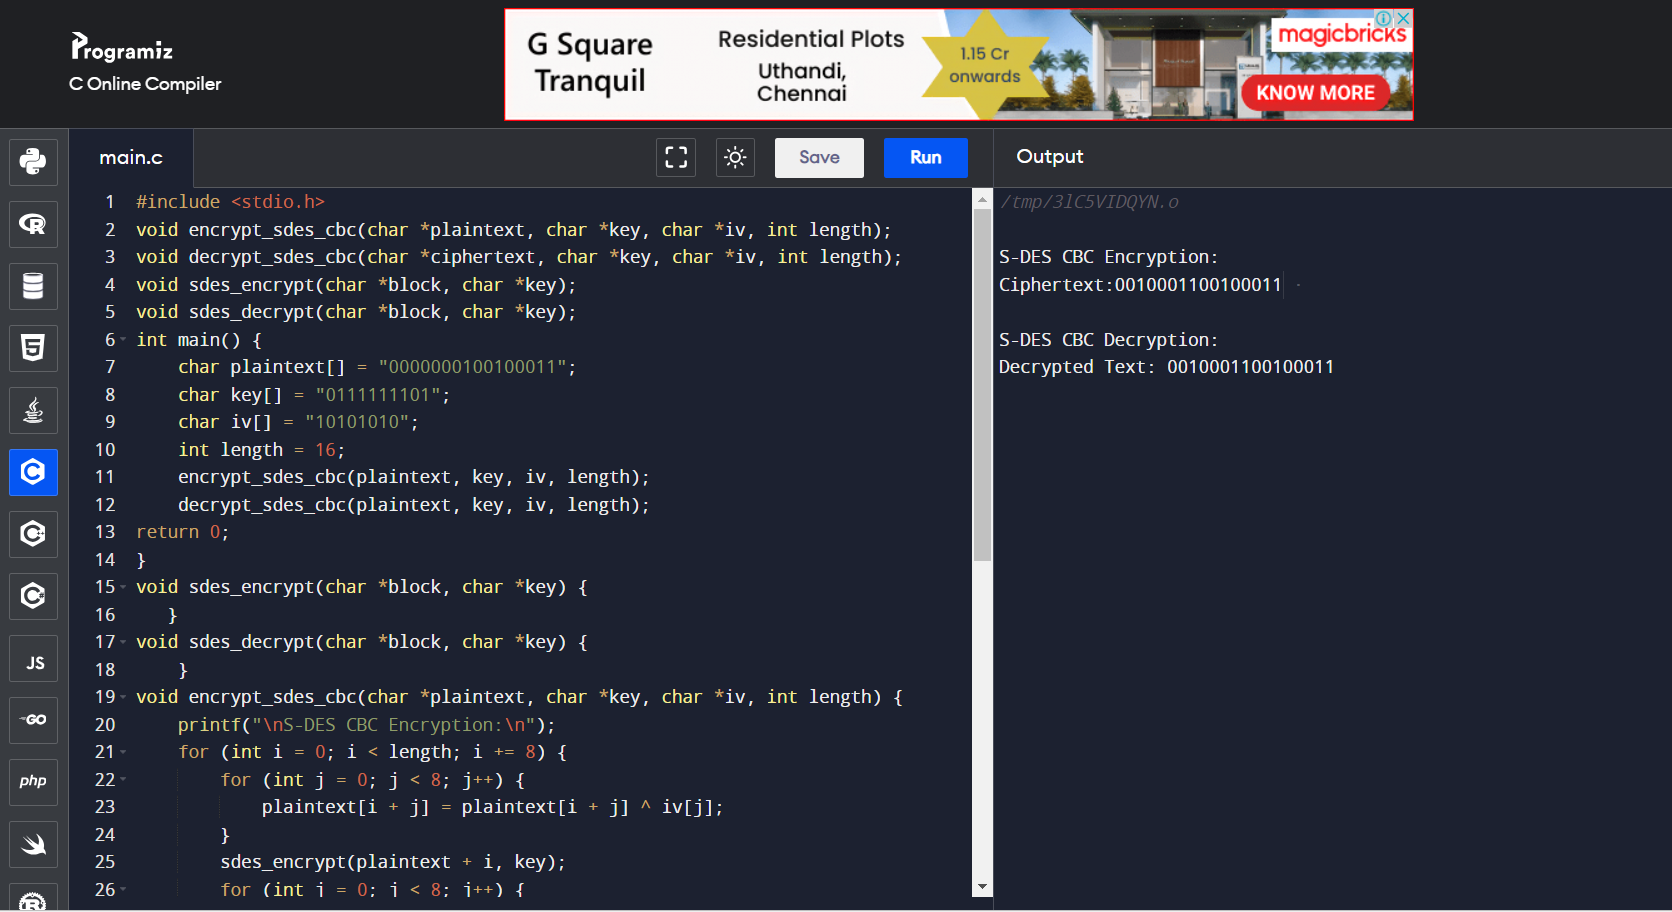 Programiz
C Online Compiler
G Square
Tranquil
Residential Plots
Uthandi,
Chennai
1.15 Cr
onwards
magicbricks
KNOW MORE
main.c
Save
Run
Output
1 #include <stdio.h>
2 void encrypt_sdes_cbc(char *plaintext, char *key, char *iv, int length);
3 void decrypt_sdes_cbc(char *ciphertext, char *key, char *iv, int length);
4 void sdes_encrypt(char *block, char *key);
5 void sdes_decrypt(char *block, char *key);
6 int main() {
7     char plaintext[] = "0000000100100011";
8     char key[] = "0111111101";
9     char iv[] = "10101010";
10     int length = 16;
11     encrypt_sdes_cbc(plaintext, key, iv, length);
12     decrypt_sdes_cbc(plaintext, key, iv, length);
13 return 0;
14 }
15 void sdes_encrypt(char *block, char *key) {
16    }
17 void sdes_decrypt(char *block, char *key) {
18     }
19 void encrypt_sdes_cbc(char *plaintext, char *key, char *iv, int length) {
20     printf("\nS-DES CBC Encryption:\n");
21     for (int i = 0; i < length; i += 8) {
22         for (int j = 0; j < 8; j++) {
23             plaintext[i + j] = plaintext[i + j] ^ iv[j];
24         }
25         sdes_encrypt(plaintext + i, key);
26         for (int j = 0; j < 8; j++) {
/tmp/3lC5VIDQYN.o
S-DES CBC Encryption:
Ciphertext:0010001100100011
S-DES CBC Decryption:
Decrypted Text: 0010001100100011
R
5
C
C
C
JS
GO
php
R